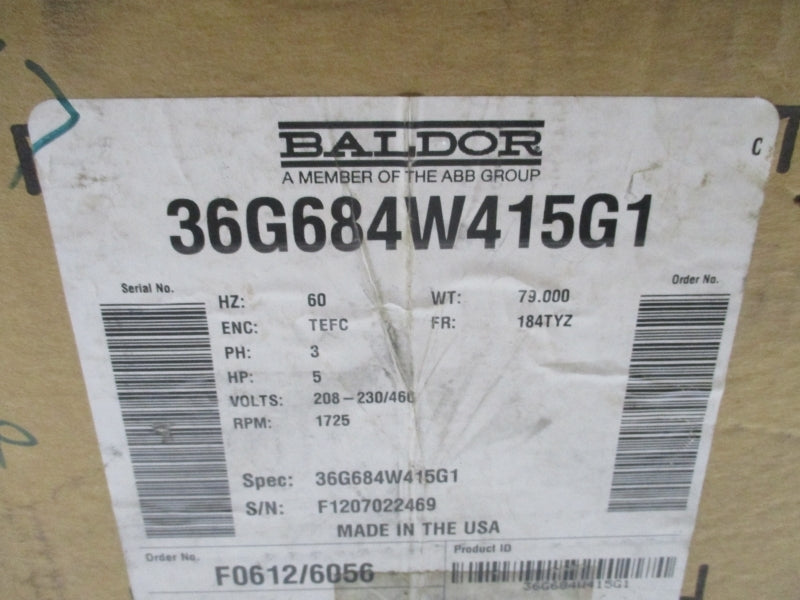 BALDOR
A MEMBER OF THE ABB GROUP
C
36G684W415G1
Serial No.
Order No.
HZ: 60 WT: 79.000
ENC: TEFC FR: 184TYZ
PH: 3
HP: 5
VOLTS: 208-230/460
RPM: 1725
Spec: 36G684W415G1
S/N: F1207022469
MADE IN THE USA
Order No. Product ID
F0612/6056
36G684W415G1